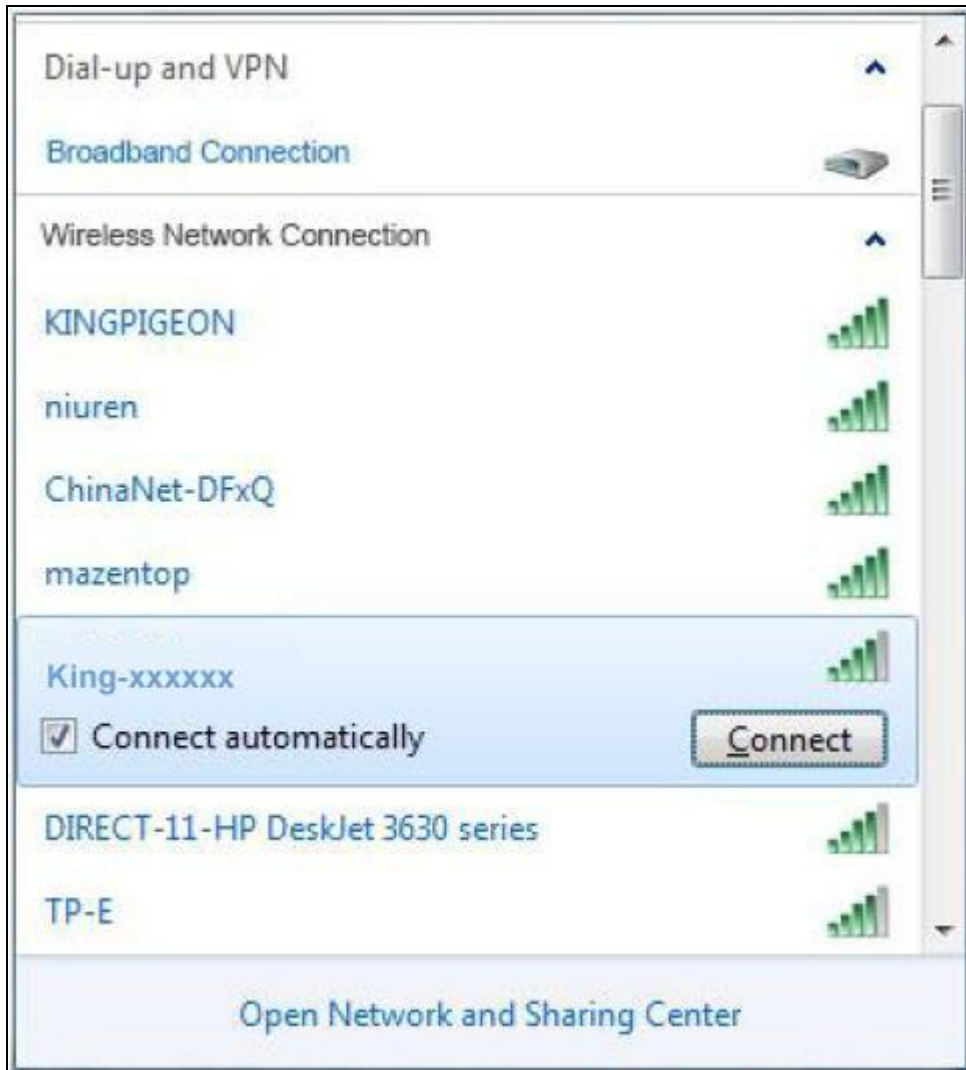 Dial-up and VPN
Broadband Connection
Wireless Network Connection
KINGPIGEON
niuren
ChinaNet-DFxQ
mazentop
King-xxxxxx
Connect automatically
Connect
DIRECT-11-HP DeskJet 3630 series
TP-E
Open Network and Sharing Center